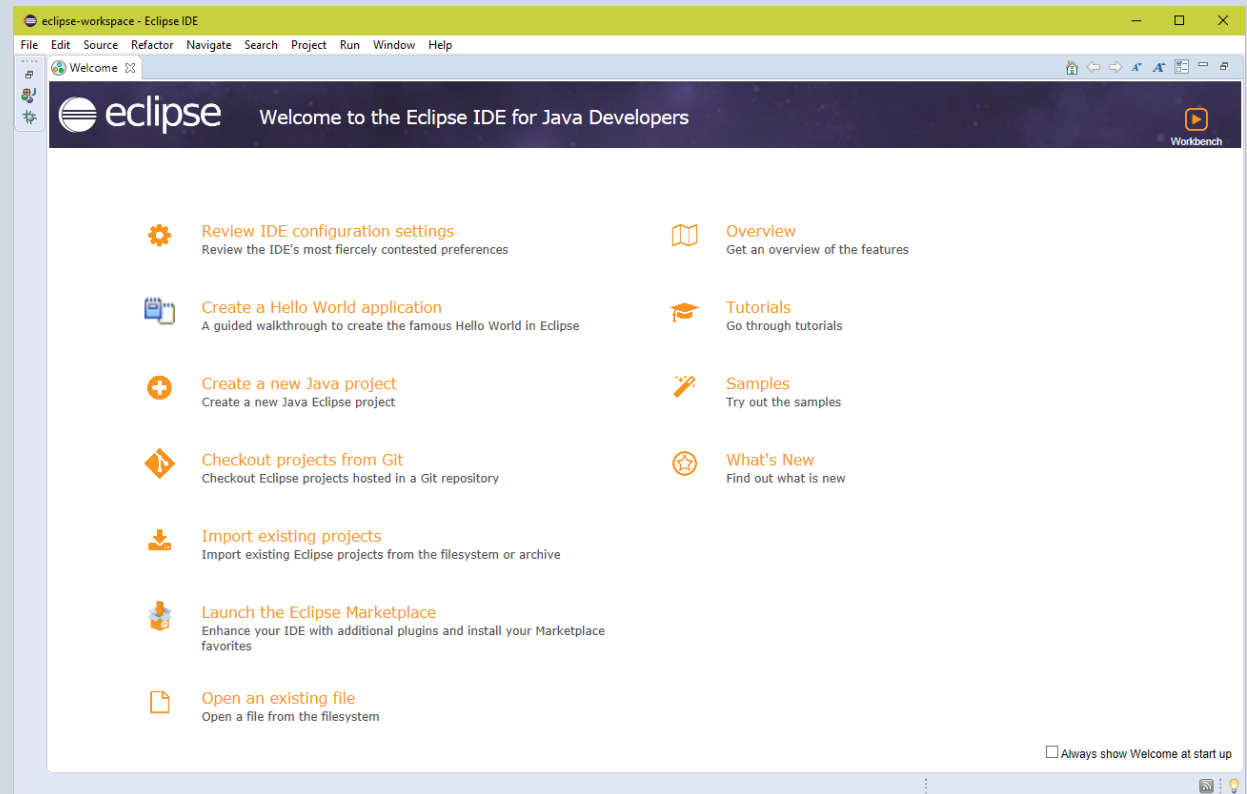 eclipse-workspace - Eclipse IDE
File Edit Source Refactor Navigate Search Project Run Window Help
Welcome
eclipse Welcome to the Eclipse IDE for Java Developers
Workbench
Review IDE configuration settings
Review the IDE's most fiercely contested preferences
Create a Hello World application
A guided walkthrough to create the famous Hello World in Eclipse
Create a new Java project
Create a new Java Eclipse project
Checkout projects from Git
Checkout Eclipse projects hosted in a Git repository
Import existing projects
Import existing Eclipse projects from the filesystem or archive
Launch the Eclipse Marketplace
Enhance your IDE with additional plugins and install your Marketplace
favorites
Open an existing file
Open a file from the filesystem
Overview
Get an overview of the features
Tutorials
Go through tutorials
Samples
Try out the samples
What's New
Find out what is new
Always show Welcome at start up